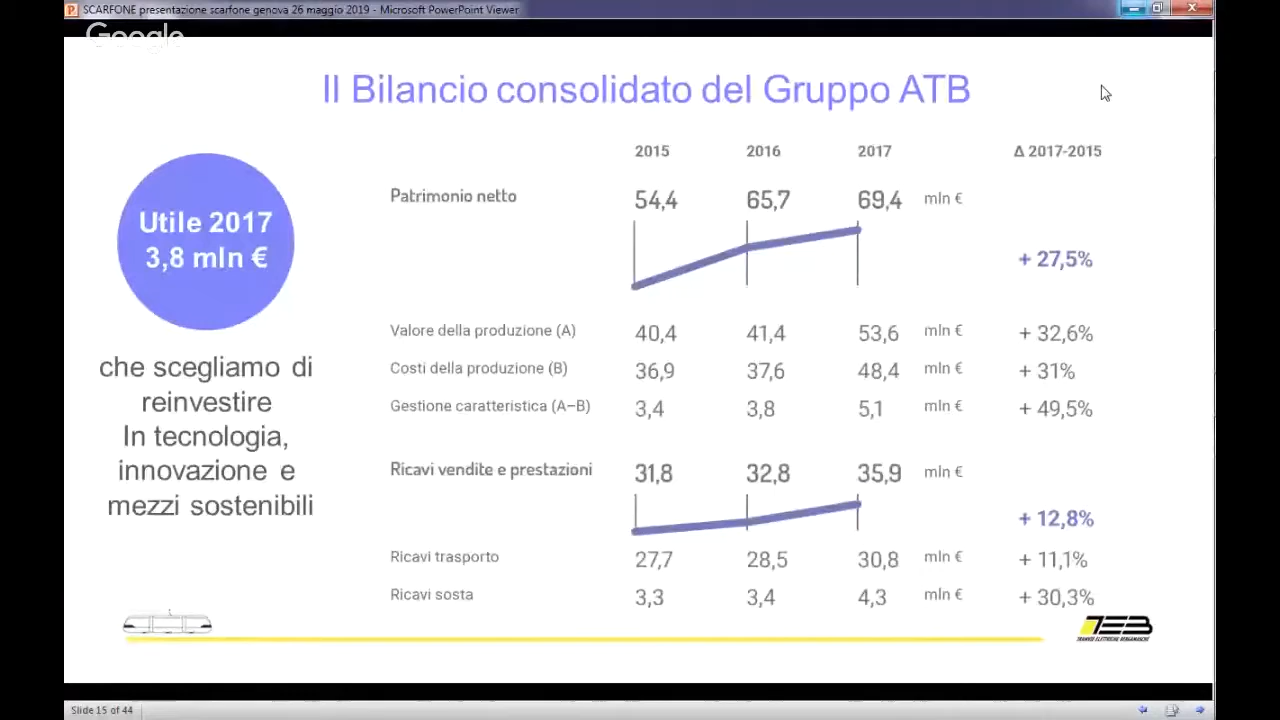 SCARFONE presentazione scarfone genova 26 maggio 2019 - Microsoft PowerPoint Viewer
Google
Il Bilancio consolidato del Gruppo ATB
Utile 2017
3,8 mln €
che scegliamo di
reinvestire
In tecnologia,
innovazione e
mezzi sostenibili
2015 2016 2017 Δ 2017-2015
Patrimonio netto 54,4 65,7 69,4 mln €
+ 27,5%
Valore della produzione (A) 40,4 41,4 53,6 mln € + 32,6%
Costi della produzione (B) 36,9 37,6 48,4 mln € + 31%
Gestione caratteristica (A–B) 3,4 3,8 5,1 mln € + 49,5%
Ricavi vendite e prestazioni 31,8 32,8 35,9 mln €
+ 12,8%
Ricavi trasporto 27,7 28,5 30,8 mln € + 11,1%
Ricavi sosta 3,3 3,4 4,3 mln € + 30,3%
TEB
TRAMVIE ELETTRICHE BERGAMASCHE
Slide 15 of 44